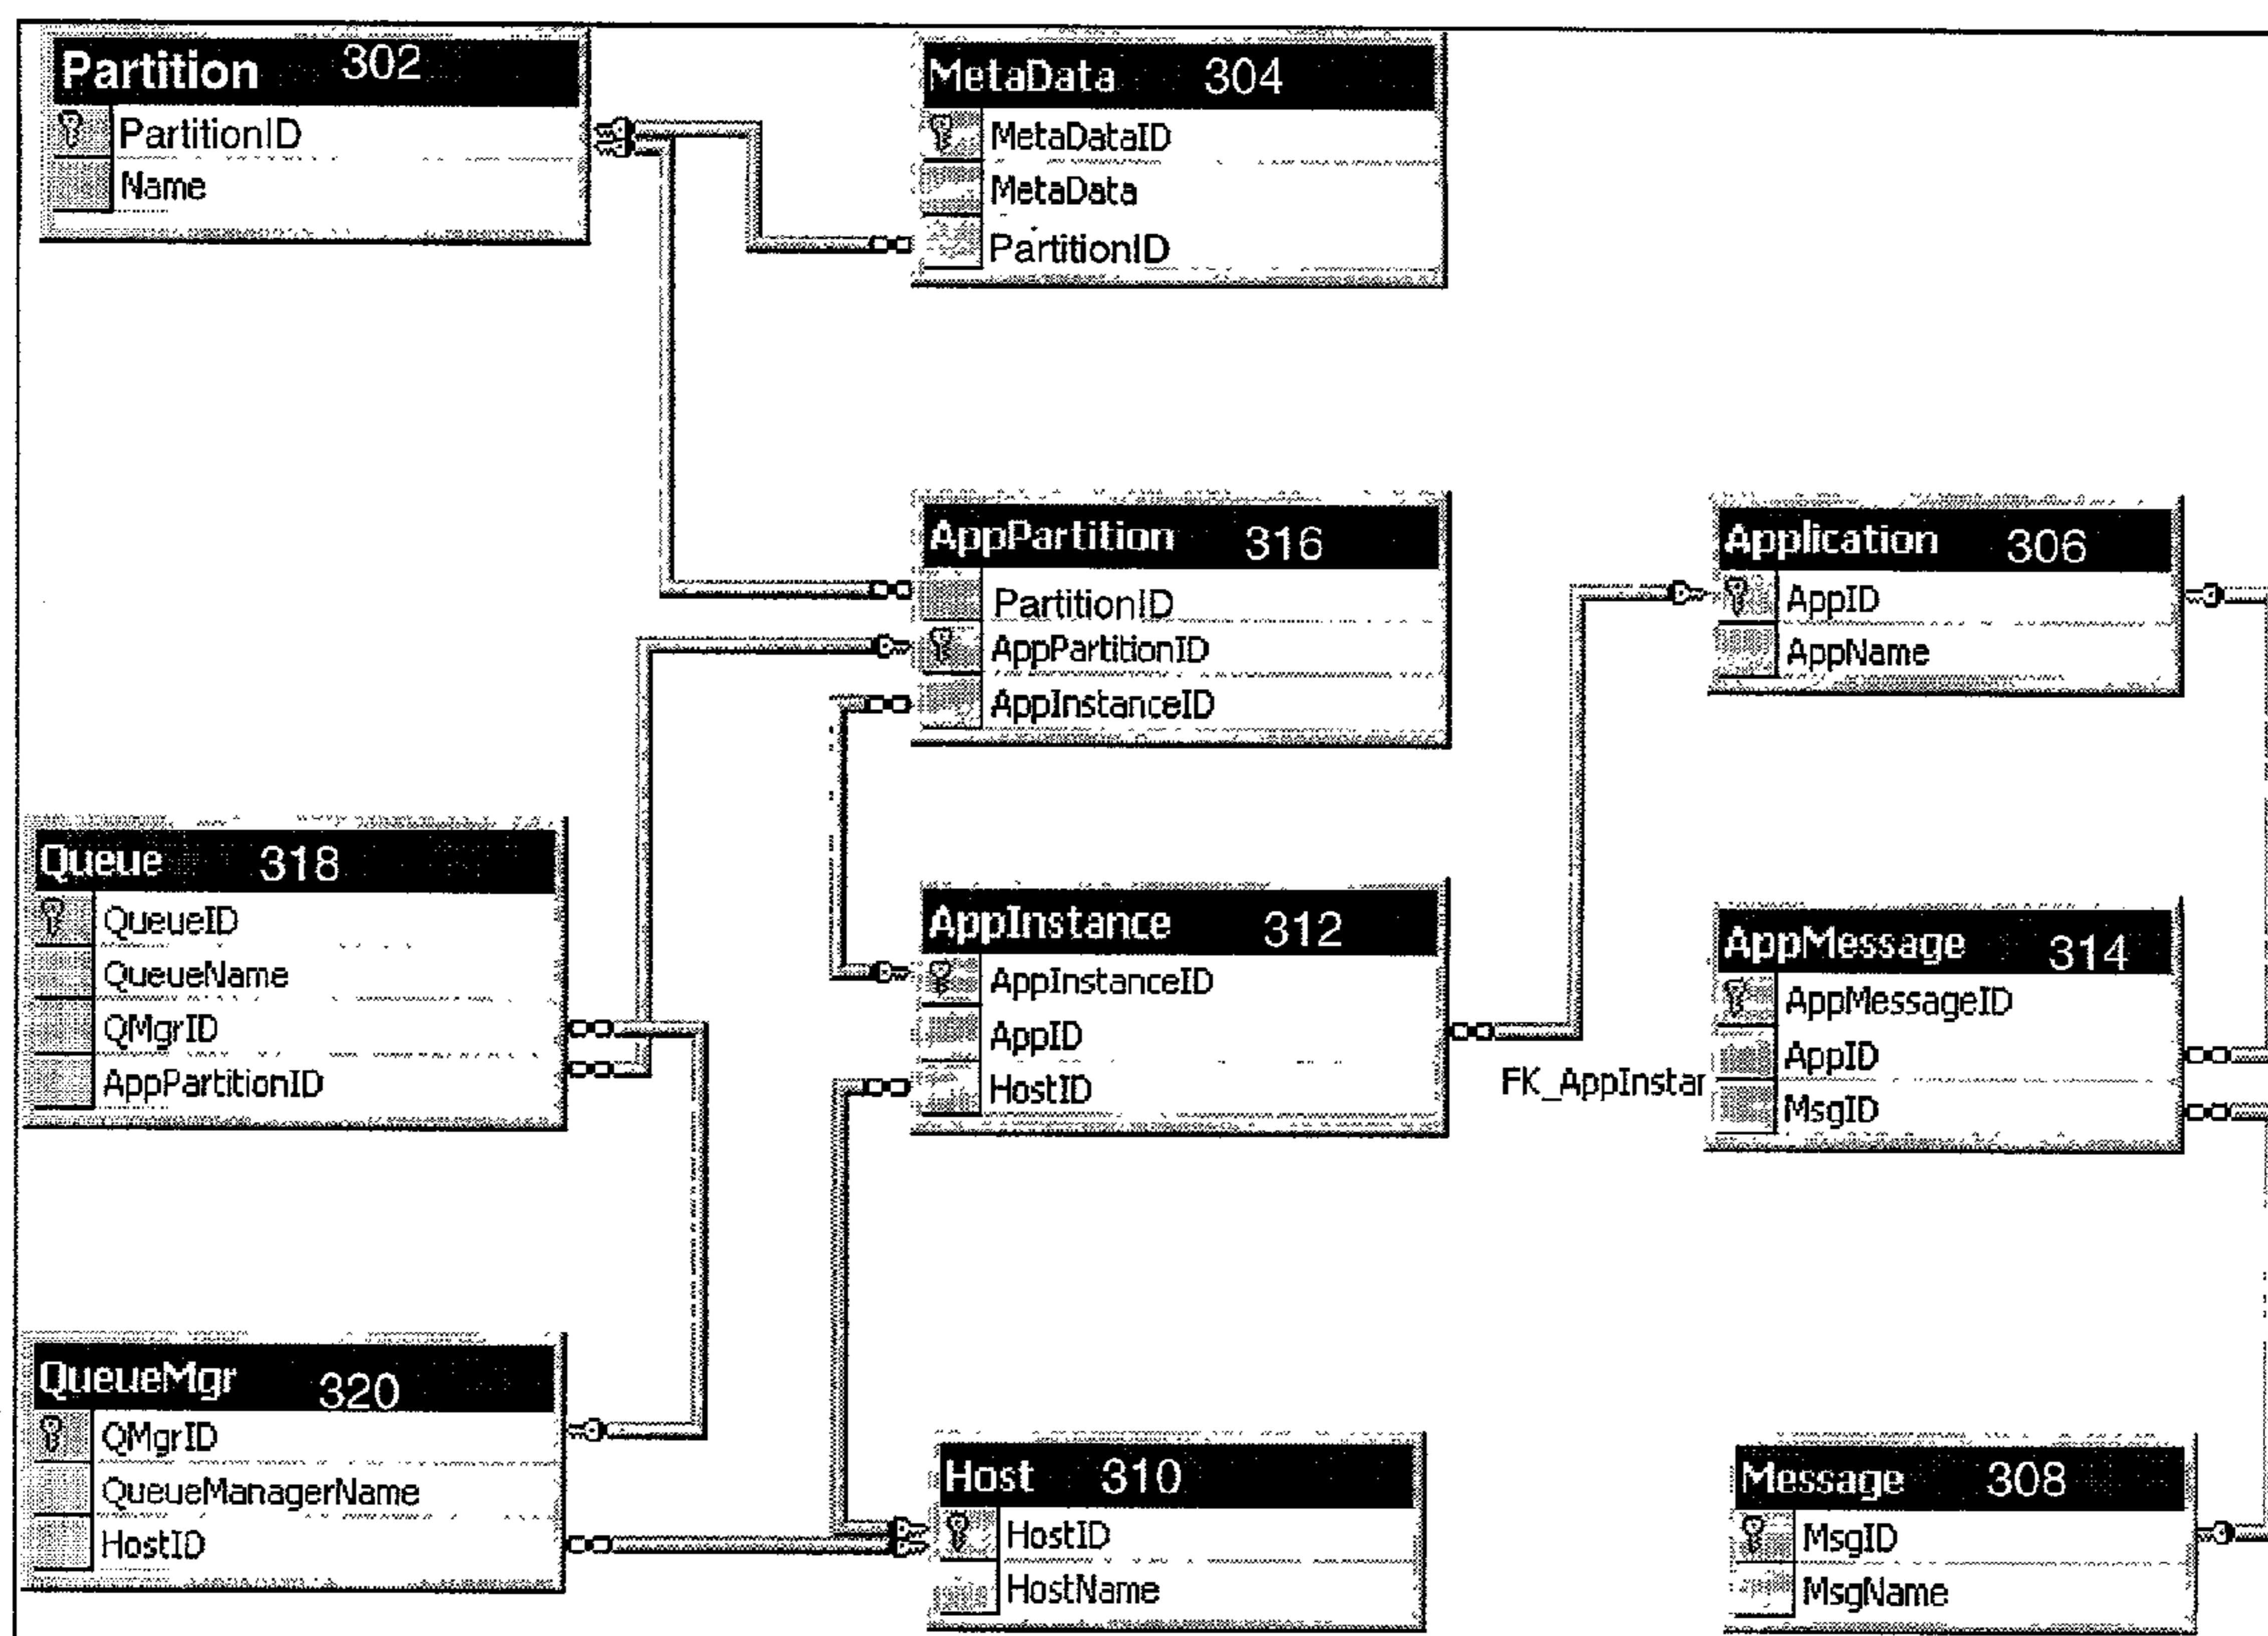 Partition 302
PartitionID
Name
MetaData 304
MetaDataID
MetaData
PartitionID
AppPartition 316
PartitionID
AppPartitionID
AppInstanceID
Application 306
AppID
AppName
Queue 318
QueueID
QueueName
QMgrID
AppPartitionID
AppInstance 312
AppInstanceID
AppID
HostID
FK_AppInstar
AppMessage 314
AppMessageID
AppID
MsgID
QueueMgr 320
QMgrID
QueueManagerName
HostID
Host 310
HostID
HostName
Message 308
MsgID
MsgName